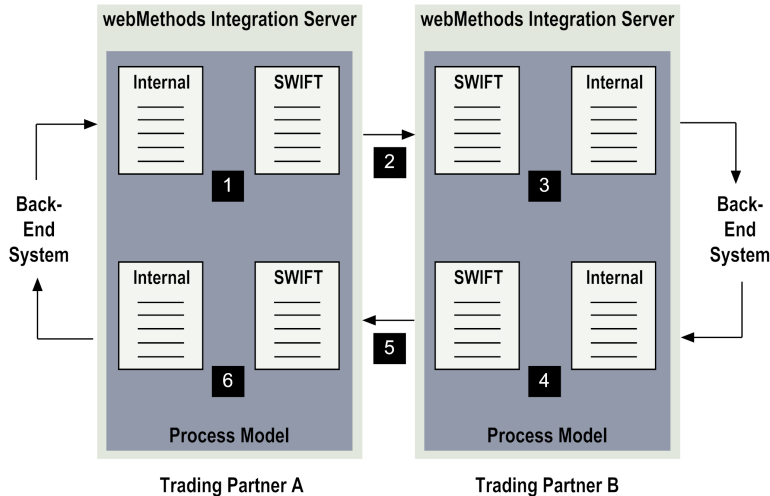 webMethods Integration Server
webMethods Integration Server
Internal
SWIFT
SWIFT
Internal
2
1
3
Back-
End
System
Back-
End
System
Internal
SWIFT
SWIFT
Internal
5
6
4
Process Model
Process Model
Trading Partner A
Trading Partner B